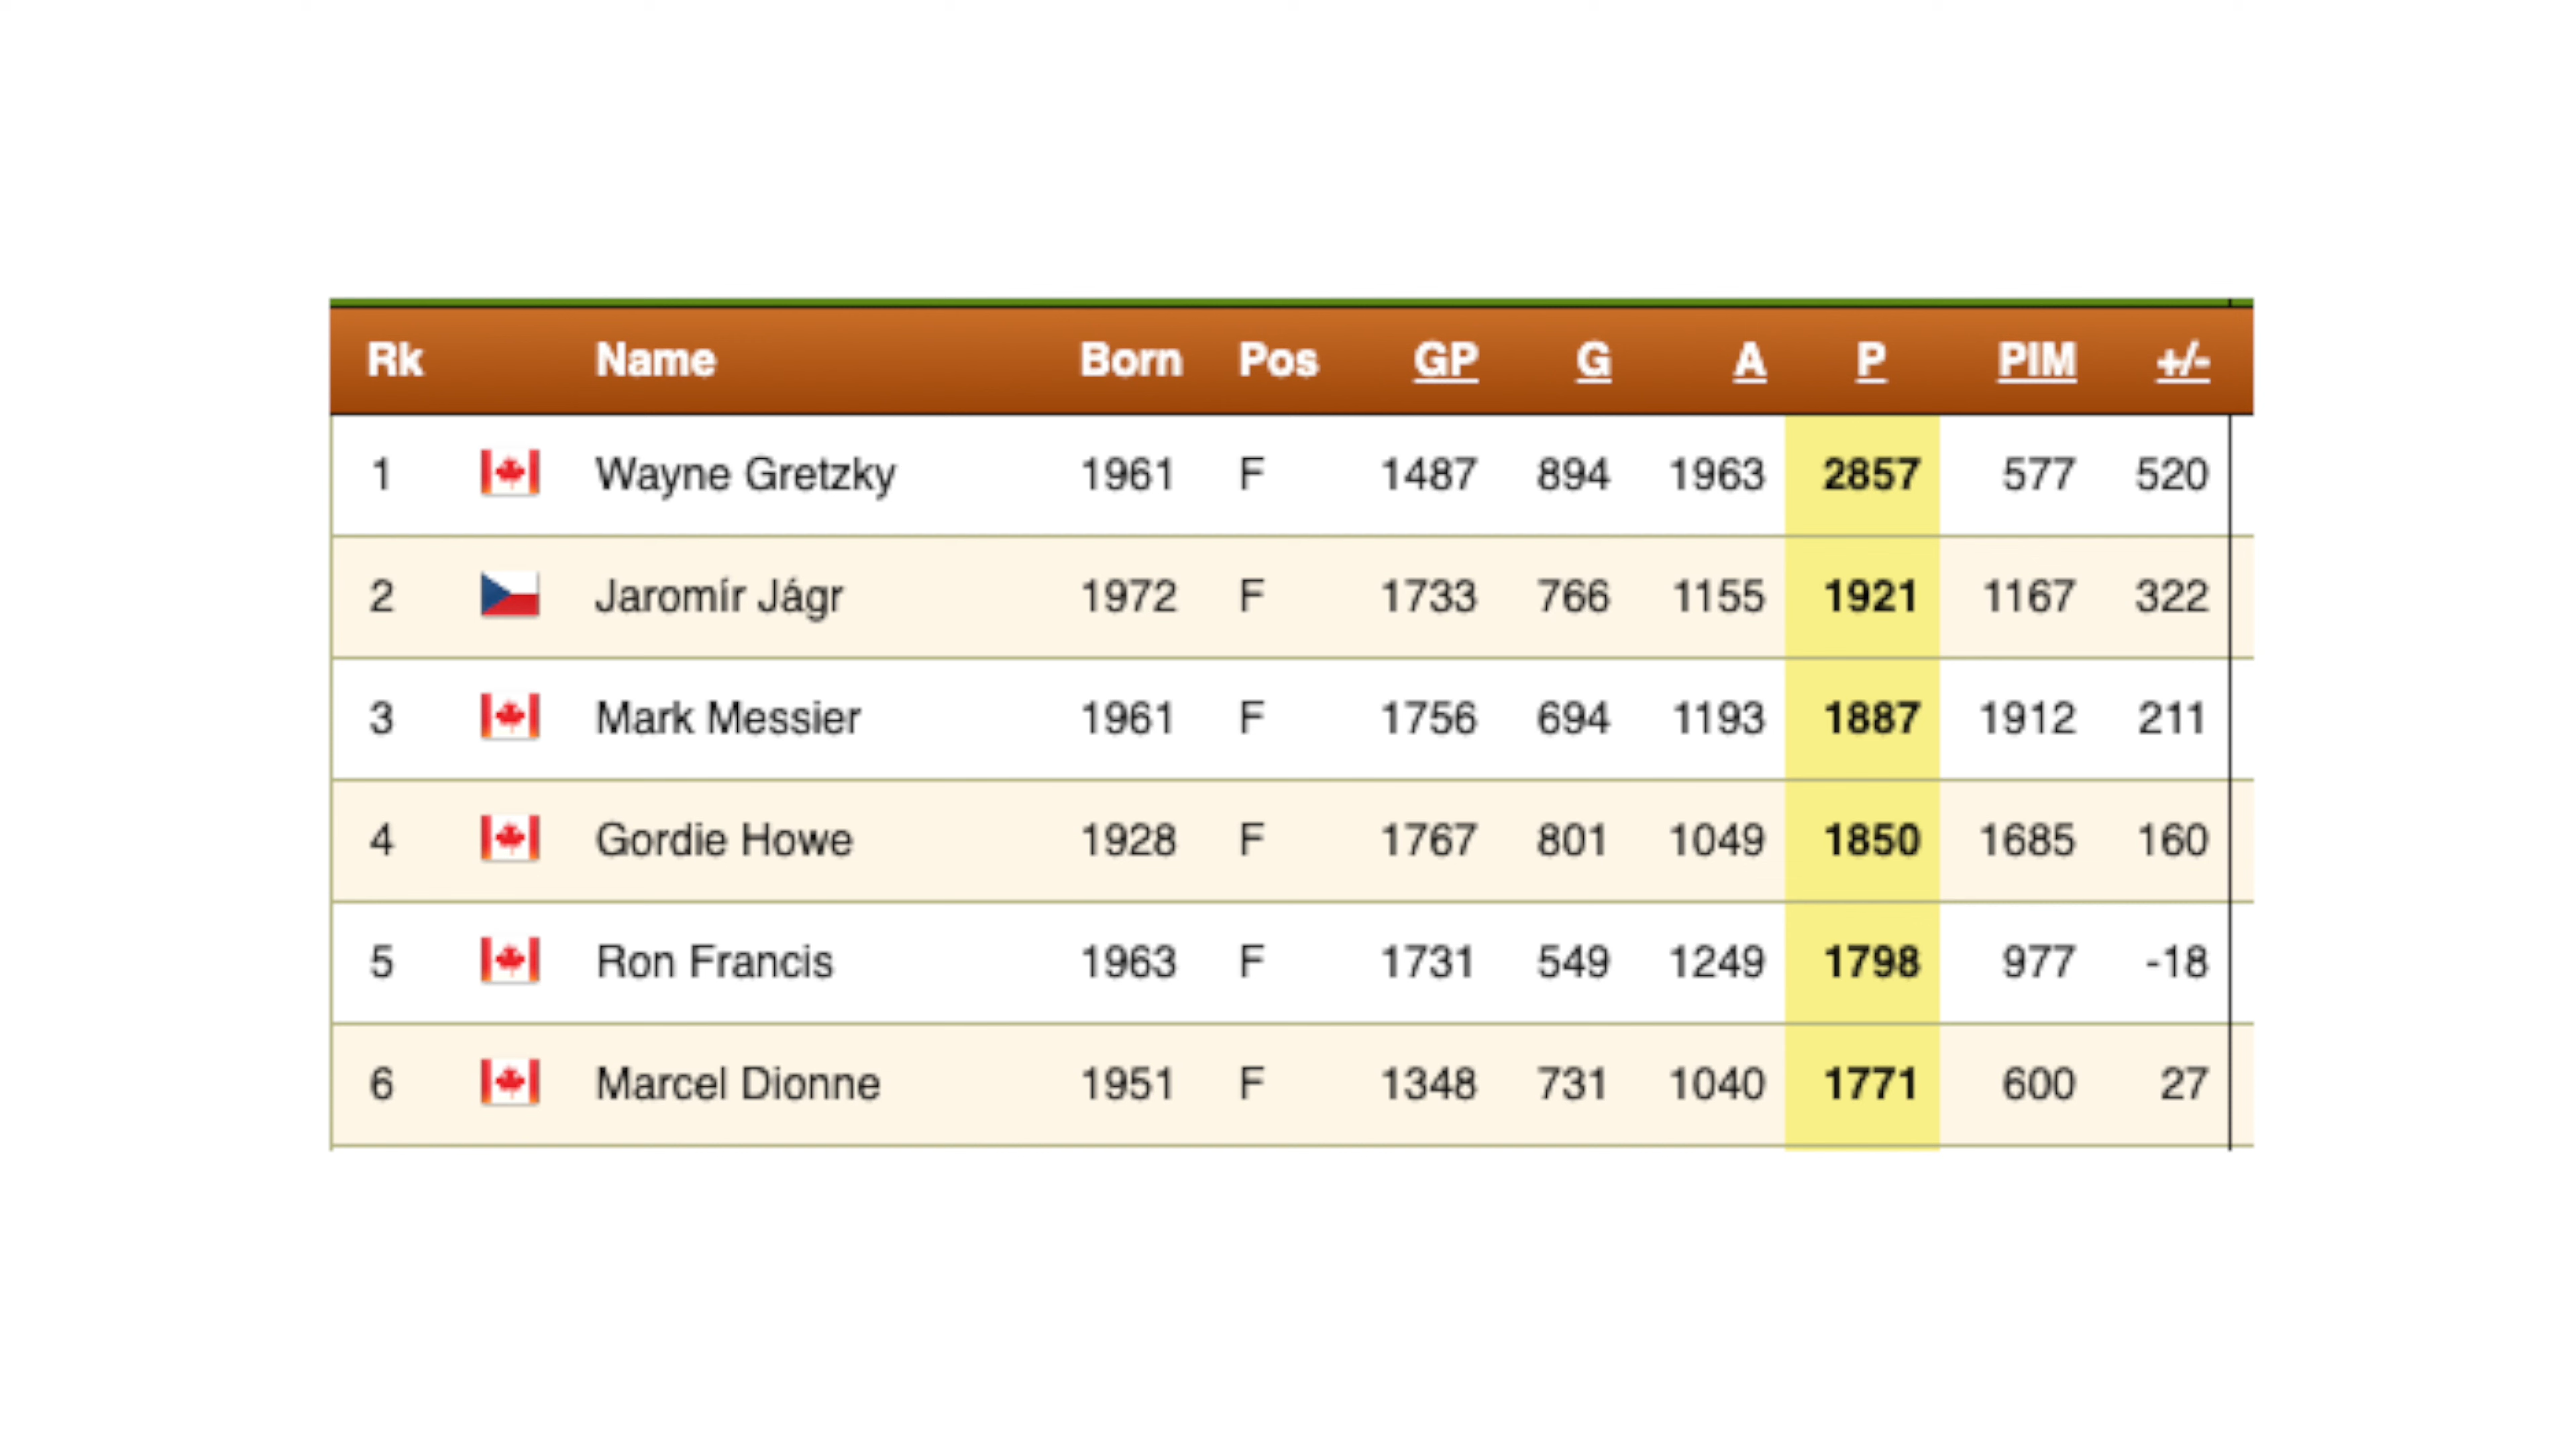 Rk Name Born Pos GP G A P PIM +/-
1 Wayne Gretzky 1961 F 1487 894 1963 2857 577 520
2 Jaromír Jágr 1972 F 1733 766 1155 1921 1167 322
3 Mark Messier 1961 F 1756 694 1193 1887 1912 211
4 Gordie Howe 1928 F 1767 801 1049 1850 1685 160
5 Ron Francis 1963 F 1731 549 1249 1798 977 -18
6 Marcel Dionne 1951 F 1348 731 1040 1771 600 27